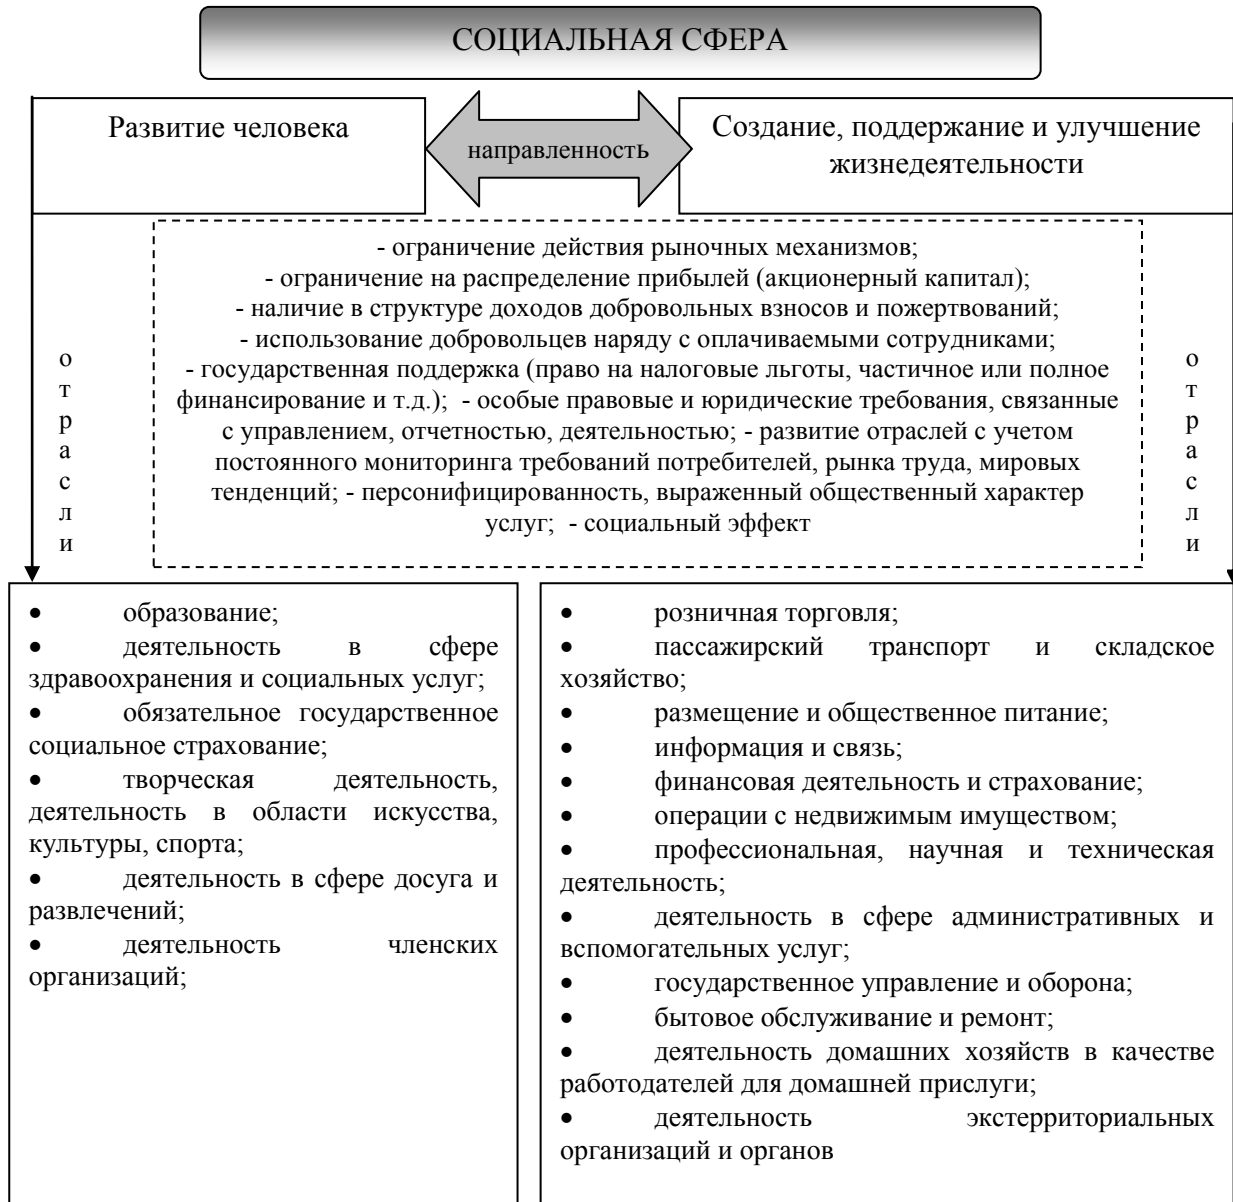 СОЦИАЛЬНАЯ СФЕРА
Развитие человека
направленность
Создание, поддержание и улучшение
жизнедеятельности
- ограничение действия рыночных механизмов;
- ограничение на распределение прибылей (акционерный капитал);
- наличие в структуре доходов добровольных взносов и пожертвований;
- использование добровольцев наряду с оплачиваемыми сотрудниками;
- государственная поддержка (право на налоговые льготы, частичное или полное
финансирование и т.д.);  - особые правовые и юридические требования, связанные
с управлением, отчетностью, деятельностью; - развитие отраслей с учетом
постоянного мониторинга требований потребителей, рынка труда, мировых
тенденций; - персонифицированность, выраженный общественный характер
услуг;  - социальный эффект
о
т
р
а
с
л
и
о
т
р
а
с
л
и
• образование;
• деятельность в сфере
здравоохранения и социальных услуг;
• обязательное государственное
социальное страхование;
• творческая деятельность,
деятельность в области искусства,
культуры, спорта;
• деятельность в сфере досуга и
развлечений;
• деятельность членских
организаций;
• розничная торговля;
• пассажирский транспорт и складское
хозяйство;
• размещение и общественное питание;
• информация и связь;
• финансовая деятельность и страхование;
• операции с недвижимым имуществом;
• профессиональная, научная и техническая
деятельность;
• деятельность в сфере административных и
вспомогательных услуг;
• государственное управление и оборона;
• бытовое обслуживание и ремонт;
• деятельность домашних хозяйств в качестве
работодателей для домашней прислуги;
• деятельность экстерриториальных
организаций и органов